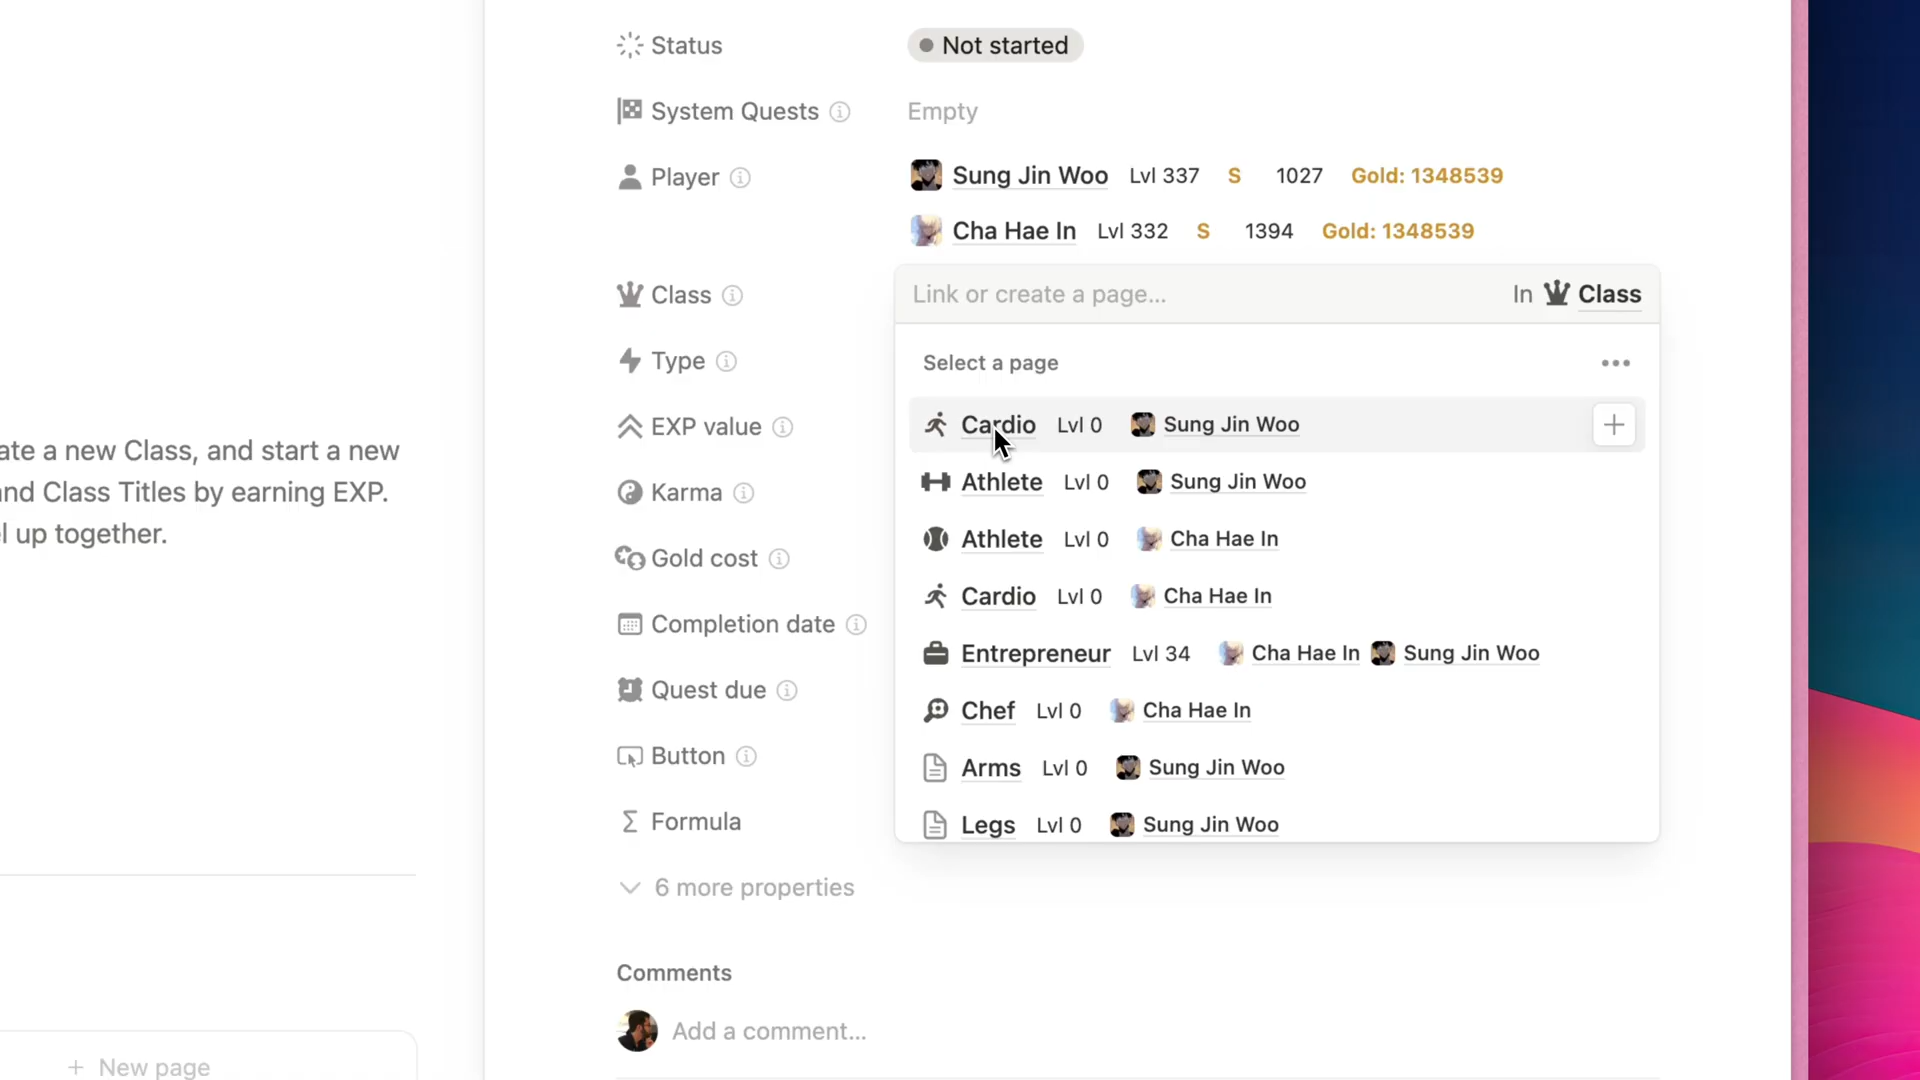 Status Not started
System Quests Empty
Player Sung Jin Woo Lvl 337 S 1027 Gold: 1348539
Cha Hae In Lvl 332 S 1394 Gold: 1348539
Class Link or create a page... In Class
Type Select a page
EXP value Cardio Lvl 0 Sung Jin Woo
Karma Athlete Lvl 0 Sung Jin Woo
Gold cost Athlete Lvl 0 Cha Hae In
Completion date Cardio Lvl 0 Cha Hae In
Quest due Entrepreneur Lvl 34 Cha Hae In Sung Jin Woo
Button Chef Lvl 0 Cha Hae In
Arms Lvl 0 Sung Jin Woo
Formula Legs Lvl 0 Sung Jin Woo
6 more properties
Comments
Add a comment...
ate a new Class, and start a new
nd Class Titles by earning EXP.
l up together.
+ New page